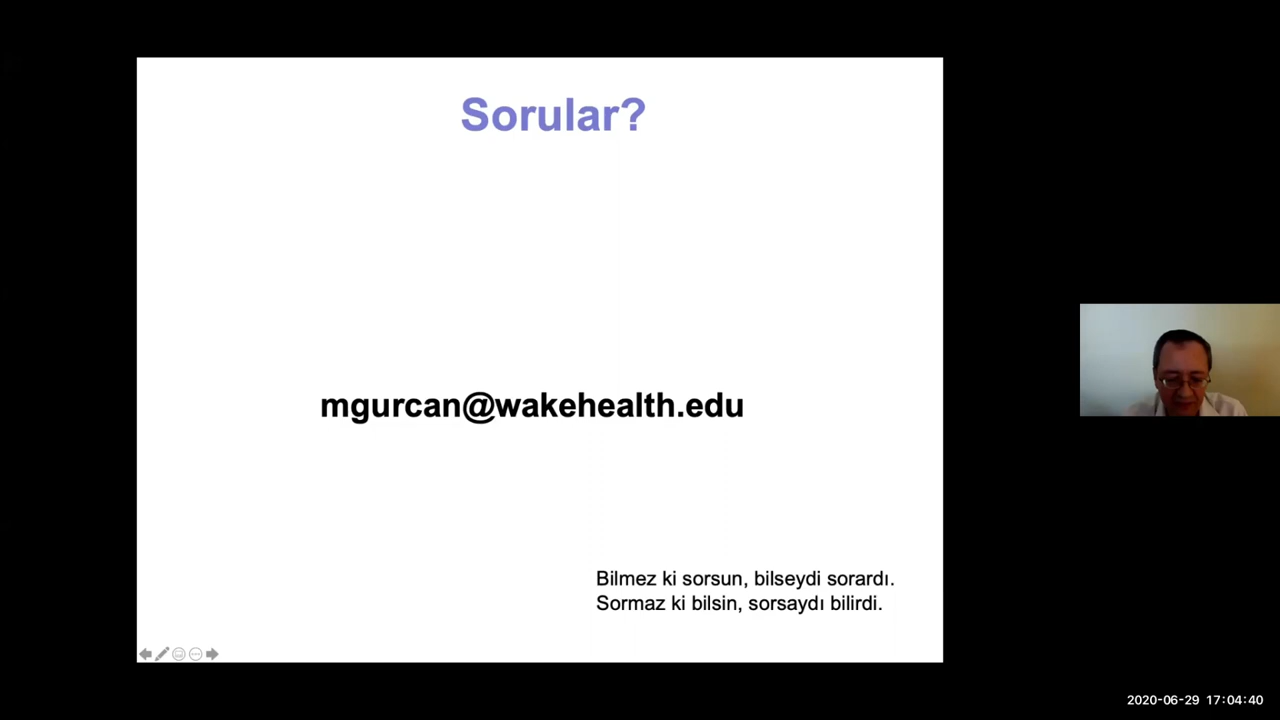 Sorular?
mgurcan@wakehealth.edu
Bilmez ki sorsun, bilseydi sorardı.
Sormaz ki bilsin, sorsaydı bilirdi.
2020-06-29 17:04:40